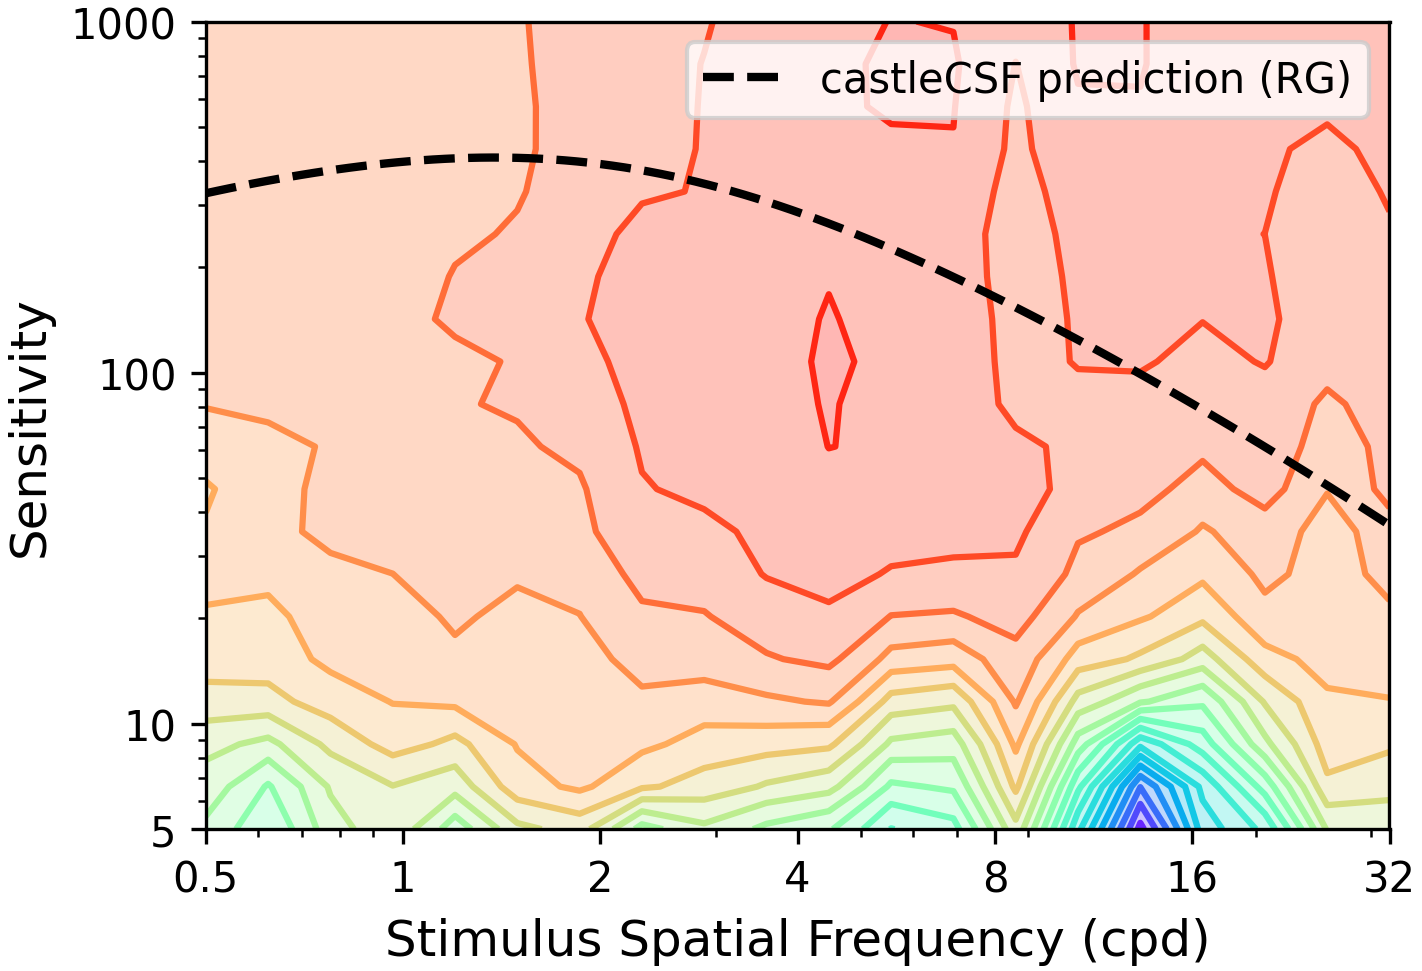 1000
castleCSF prediction (RG)
100
Sensitivity
10
5
0.5 1 2 4 8 16 32
Stimulus Spatial Frequency (cpd)